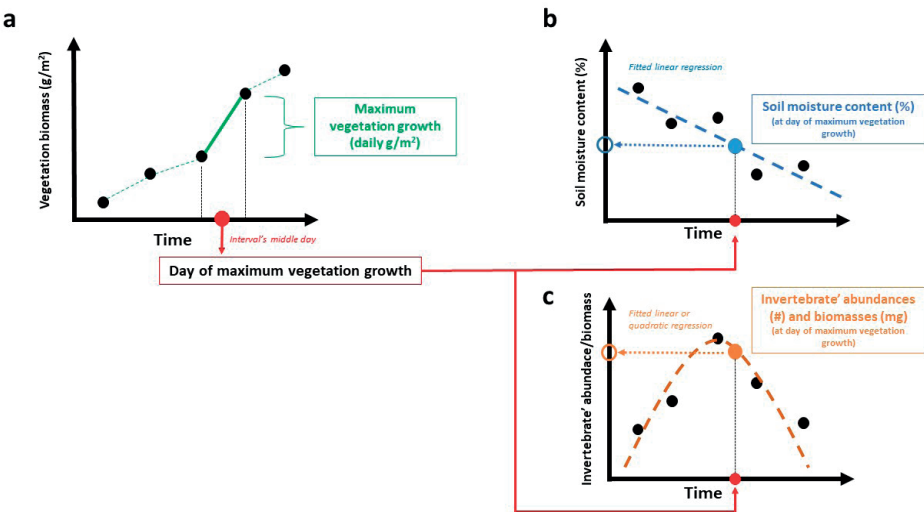 a
Vegetation biomass (g/m²)
Maximum
vegetation growth
(daily g/m²)
Time
Interval's middle day
Day of maximum vegetation growth
b
Soil moisture content (%)
Fitted linear regression
Soil moisture content (%)
(at day of maximum vegetation
growth)
Time
c
Invertebrate' abundace/biomass
Fitted linear or
quadratic regression
Invertebrate' abundances
(#) and biomasses (mg)
(at day of maximum vegetation
growth)
Time